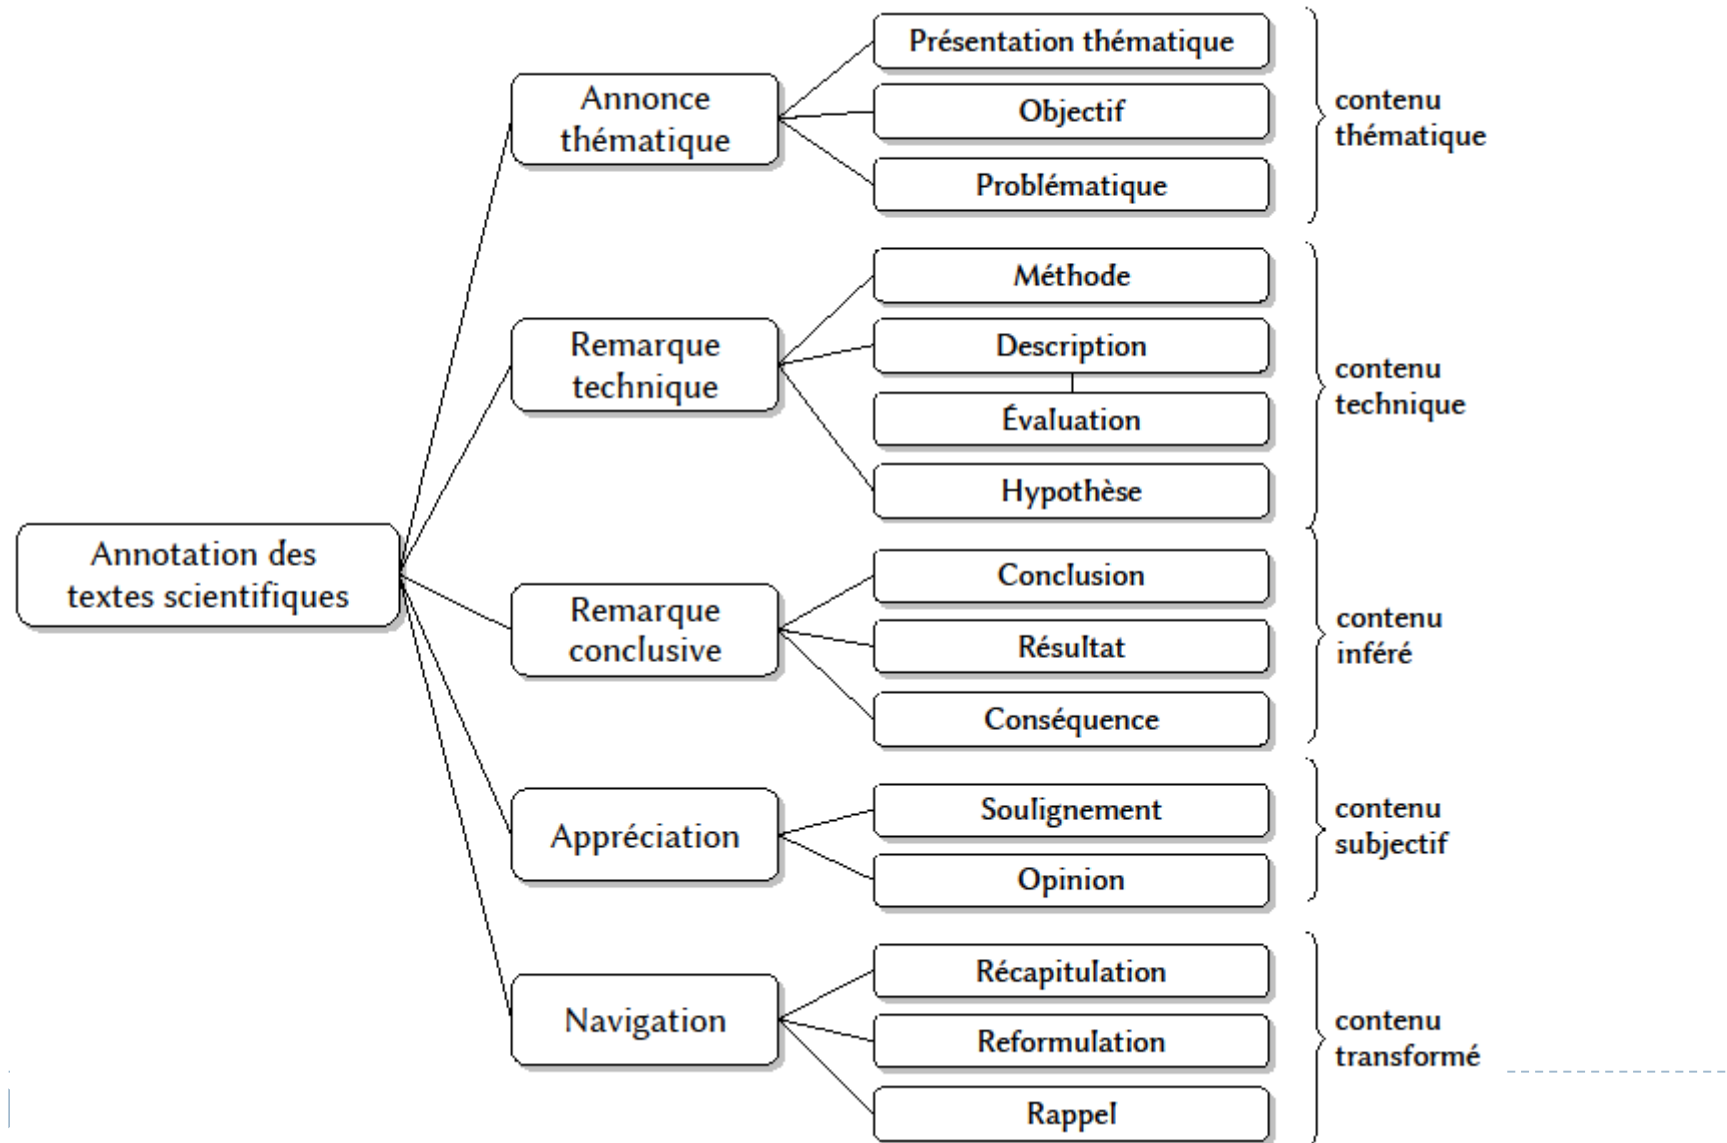 Annotation des
textes scientifiques
Annonce
thématique
Présentation thématique
Objectif
Problématique
contenu
thématique
Remarque
technique
Méthode
Description
Évaluation
Hypothèse
contenu
technique
Remarque
conclusive
Conclusion
Résultat
Conséquence
contenu
inféré
Appréciation
Soulignement
Opinion
contenu
subjectif
Navigation
Récapitulation
Reformulation
Rappel
contenu
transformé